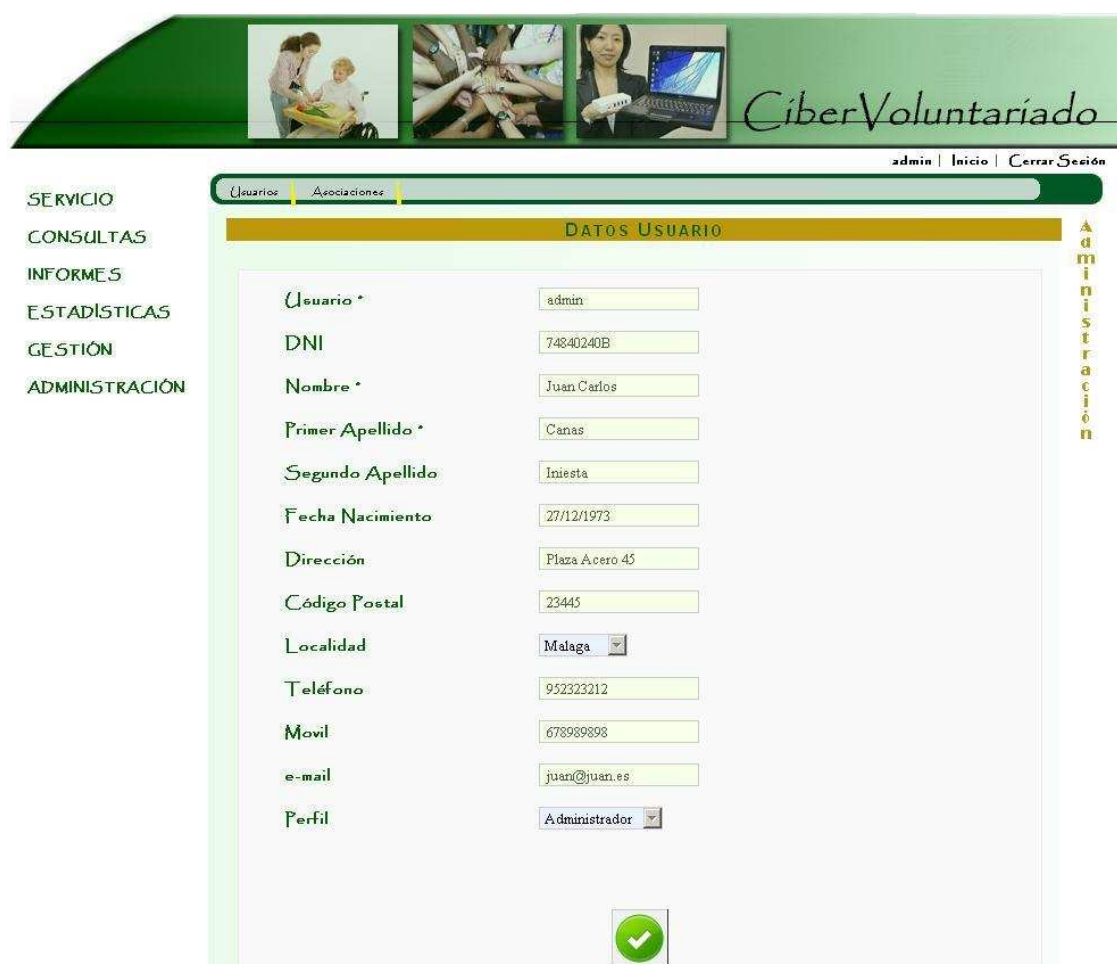 CiberVoluntariado
admin | Inicio | Cerrar Sesión
SERVICIO
CONSULTAS
INFORMES
ESTADÍSTICAS
GESTIÓN
ADMINISTRACIÓN
Usuarios Asociaciones
DATOS USUARIO
Administración
Usuario *
admin
DNI
74840240B
Nombre *
Juan Carlos
Primer Apellido *
Canas
Segundo Apellido
Iniesta
Fecha Nacimiento
27/12/1973
Dirección
Plaza Acero 45
Código Postal
23445
Localidad
Malaga
Teléfono
952323212
Movil
678989898
e-mail
juan@juan.es
Perfil
Administrador